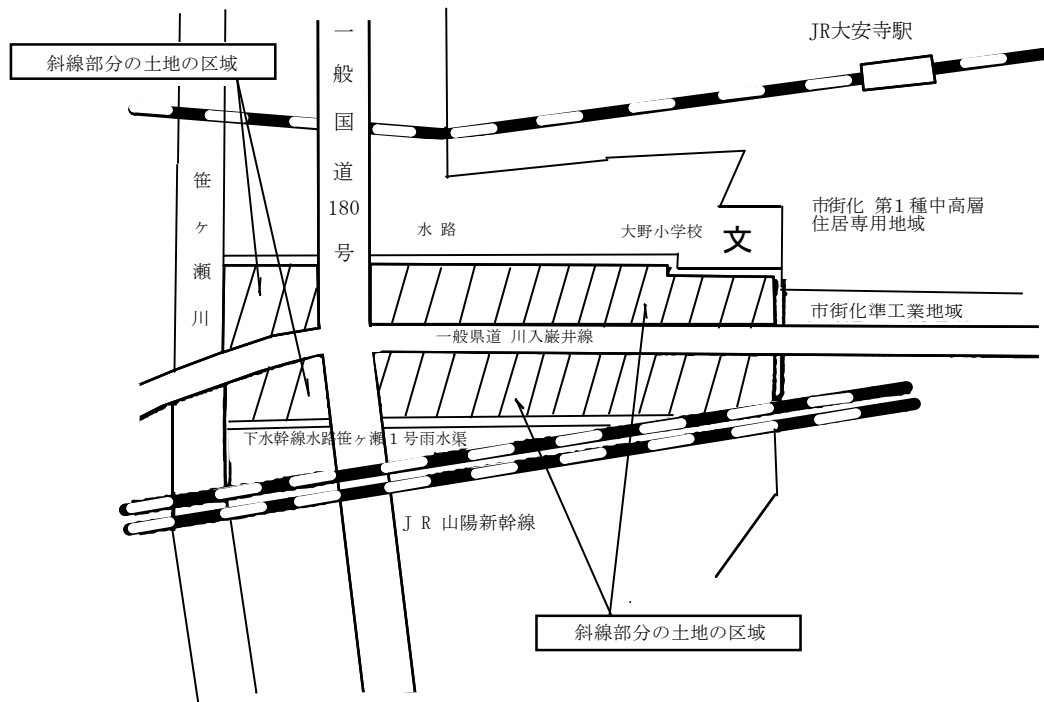 JR大安寺駅
斜線部分の土地の区域
一般国道180号
笹ヶ瀬川
市街化 第1種中高層
住居専用地域
水路
大野小学校
文
市街化準工業地域
一般県道 川入巌井線
下水幹線水路笹ヶ瀬1号雨水渠
JR 山陽新幹線
斜線部分の土地の区域